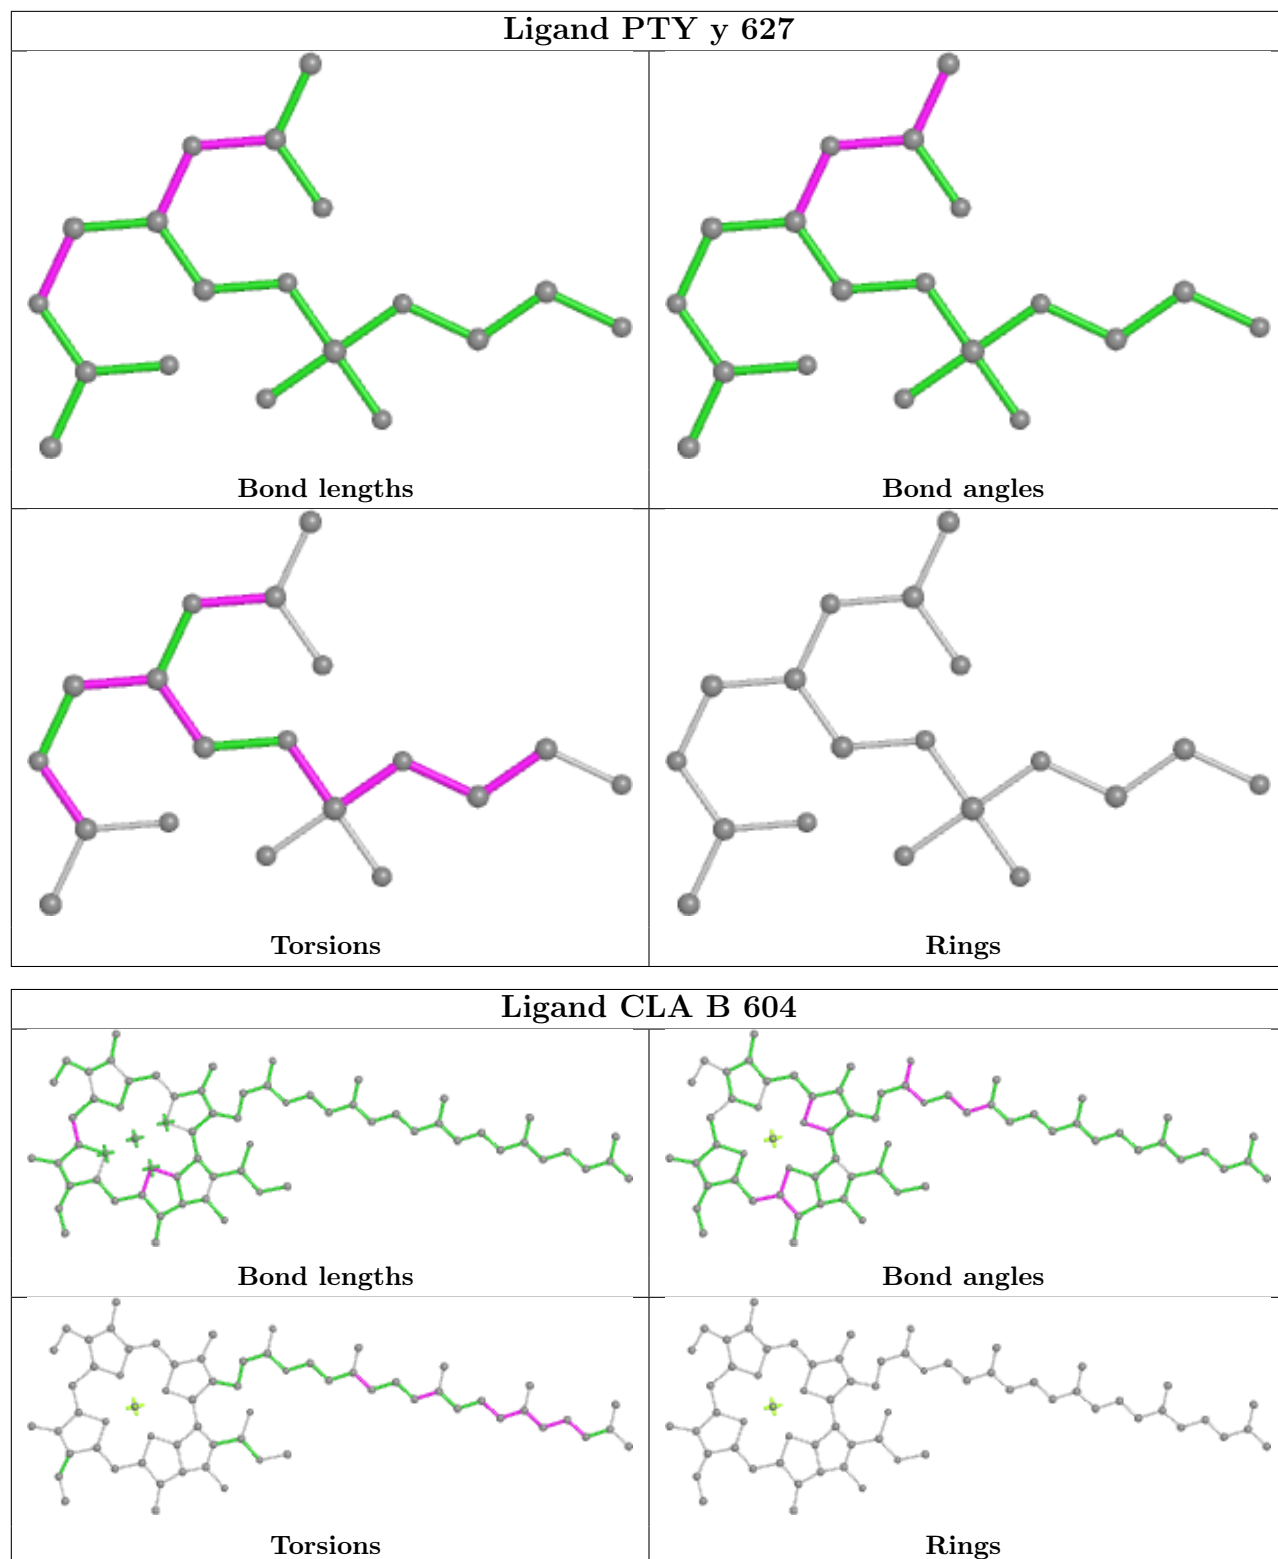 Ligand PTY y 627
Bond lengths
Bond angles
Torsions
Rings
Ligand CLA B 604
Bond lengths
Bond angles
Torsions
Rings